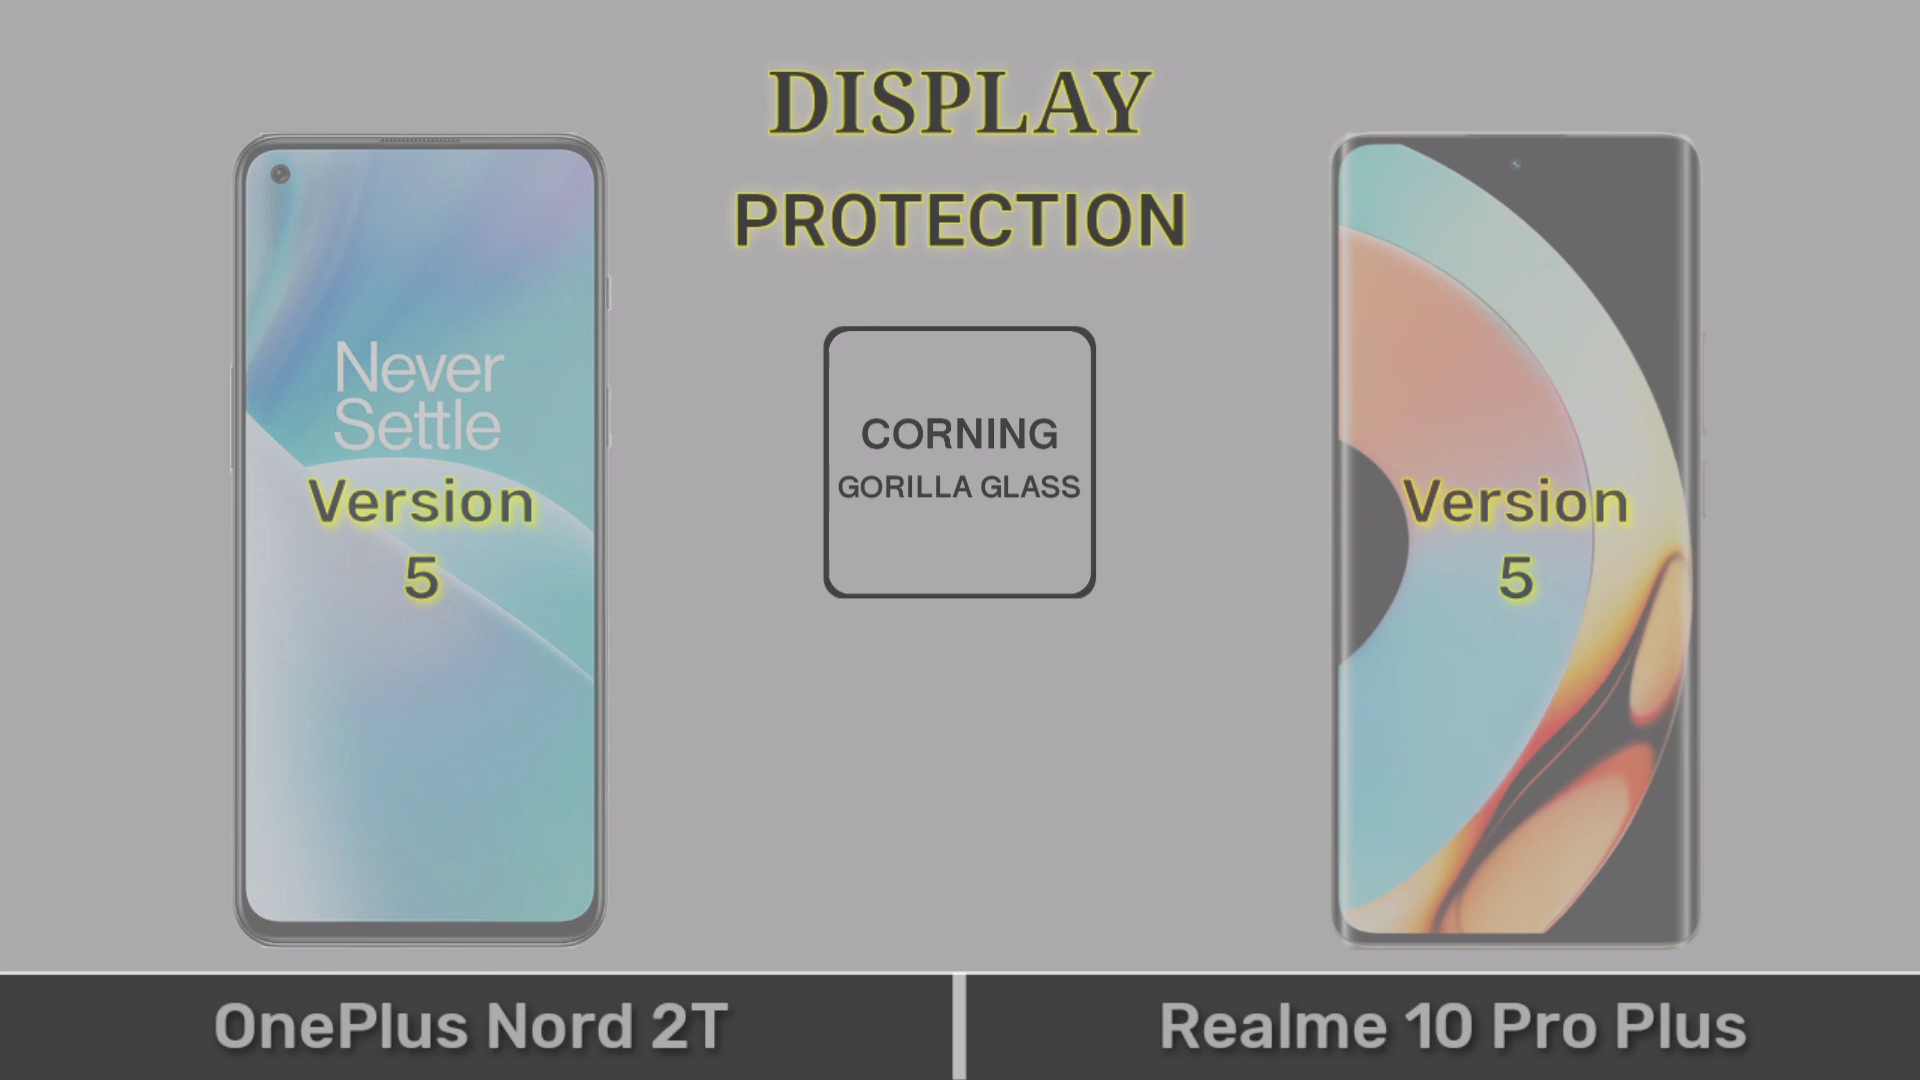 DISPLAY
PROTECTION
Never
Settle
Version
5
CORNING
GORILLA GLASS
Version
5
OnePlus Nord 2T
Realme 10 Pro Plus